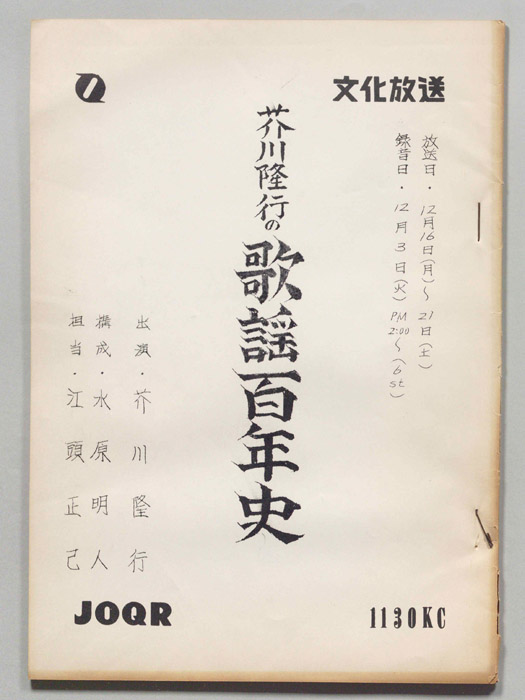 文化放送
放送日・12月16日(月)〜21日(土)
録音日・12月3日(火)PM2:00〜(6st)
芥川隆行の歌謡百年史
出演・芥川隆行
構成・水原明人
担当・江頭正己
JOQR
1130KC